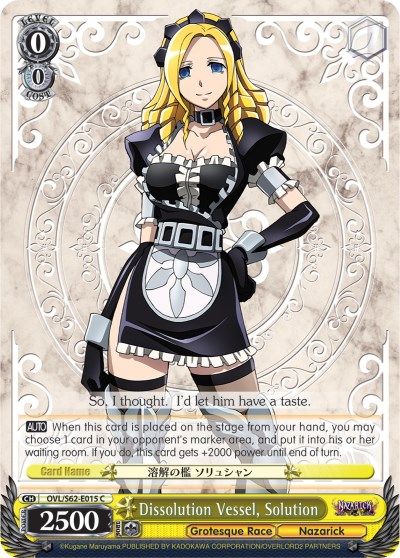 LEVEL
0
0
COST
So, I thought. I'd let him have a taste.
AUTO When this card is placed on the stage from your hand, you
may choose 1 card in your opponent's marker area, and put it into his or her
waiting room. If you do, this card gets +2000 power until end of turn.
Card Name 溶解の檻 ソリュシャン
CH OVL/S62-E015 C
POWER 2500 SOUL Dissolution Vessel, Solution NAZARICK
Grotesque Race Nazarick
©Kugane Maruyama,PUBLISHED BY KADOKAWA CORPORATION/OVERLORD2 PARTNERS